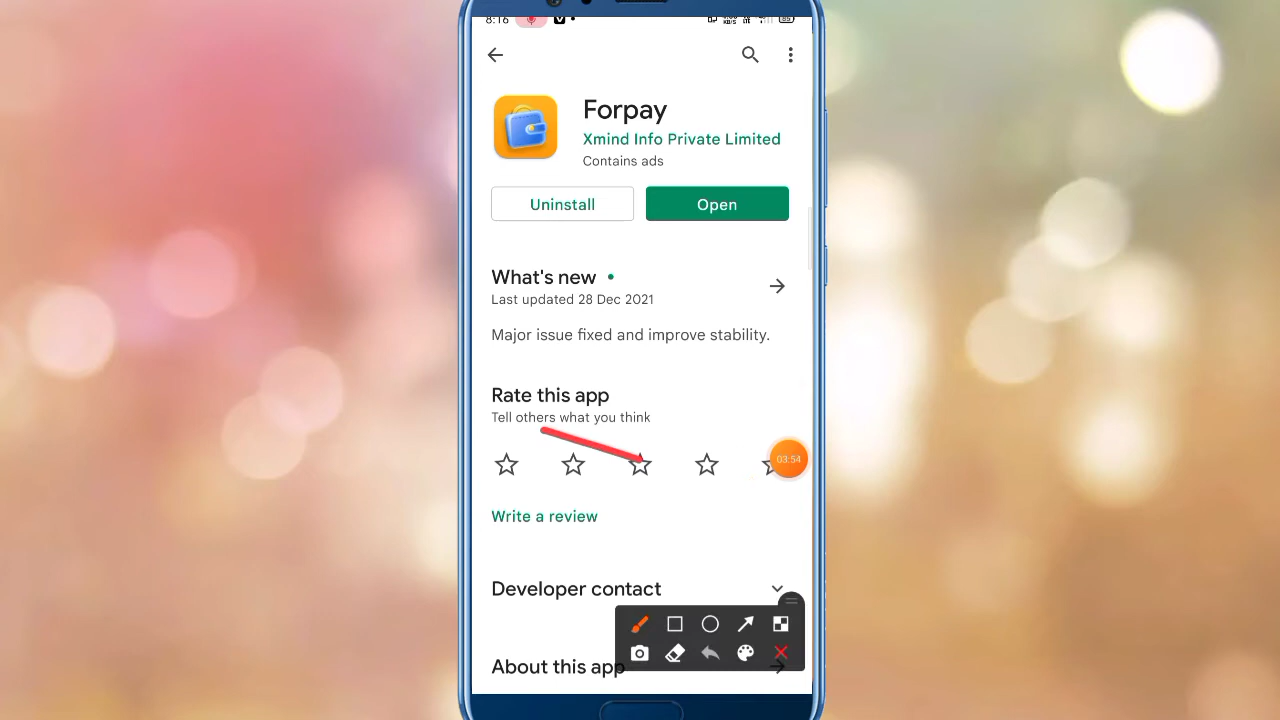 8:16
Forpay
Xmind Info Private Limited
Contains ads
Uninstall
Open
What's new
Last updated 28 Dec 2021
Major issue fixed and improve stability.
Rate this app
Tell others what you think
03:54
Write a review
Developer contact
About this app